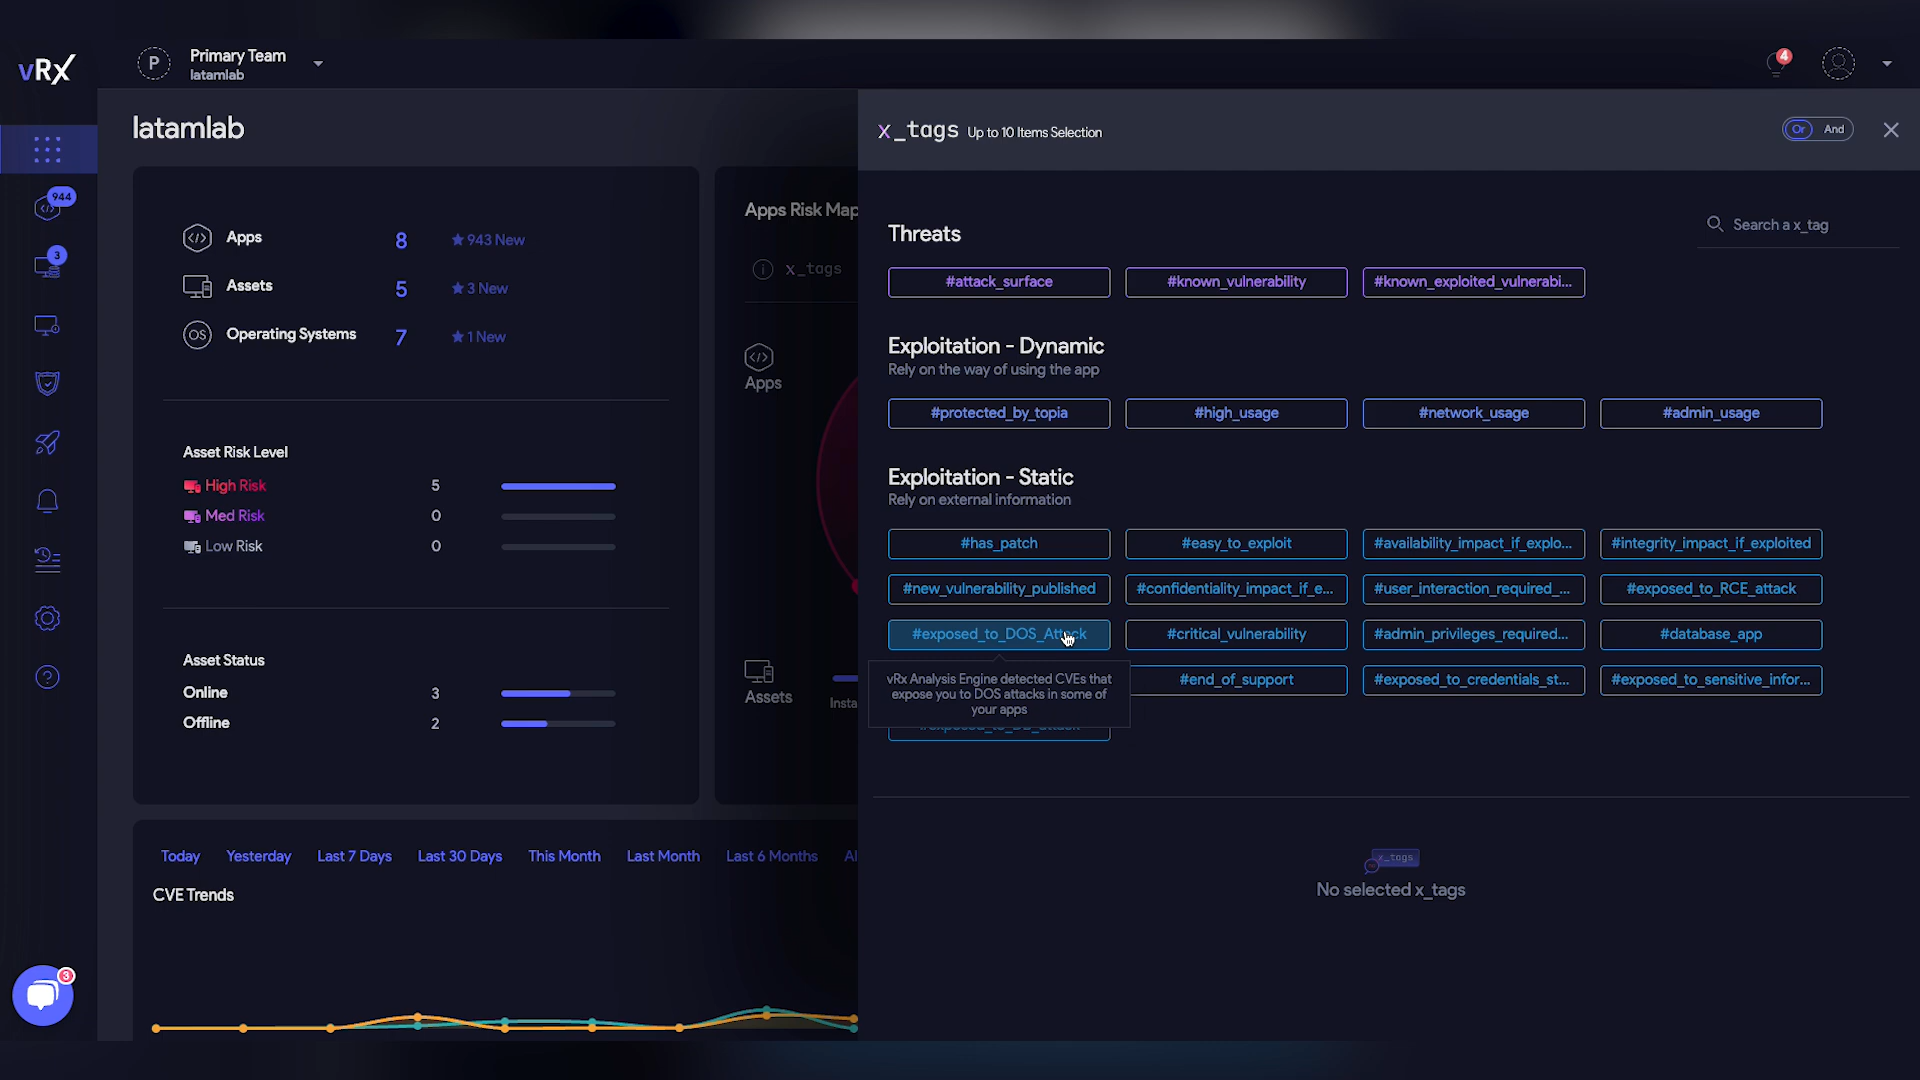 vRx
P
Primary Team
latamlab
4
944
3
latamlab
Apps
8
943 New
Assets
5
3 New
OS
Operating Systems
7
1 New
Asset Risk Level
High Risk
5
Med Risk
0
Low Risk
0
Asset Status
Online
3
Offline
2
Apps Risk Map
x_tags
Apps
Assets
Insta
Today
Yesterday
Last 7 Days
Last 30 Days
This Month
Last Month
Last 6 Months
Al
CVE Trends
3
x_tags Up to 10 Items Selection
Or
And
Threats
Search a x_tag
#attack_surface
#known_vulnerability
#known_exploited_vulnerabi...
Exploitation - Dynamic
Rely on the way of using the app
#protected_by_topia
#high_usage
#network_usage
#admin_usage
Exploitation - Static
Rely on external information
#has_patch
#easy_to_exploit
#availability_impact_if_explo...
#integrity_impact_if_exploited
#new_vulnerability_published
#confidentiality_impact_if_e...
#user_interaction_required_...
#exposed_to_RCE_attack
#exposed_to_DOS_Attack
#critical_vulnerability
#admin_privileges_required...
#database_app
vRx Analysis Engine detected CVEs that
expose you to DOS attacks in some of
your apps
#end_of_support
#exposed_to_credentials_st...
#exposed_to_sensitive_infor...
x_tags
No selected x_tags